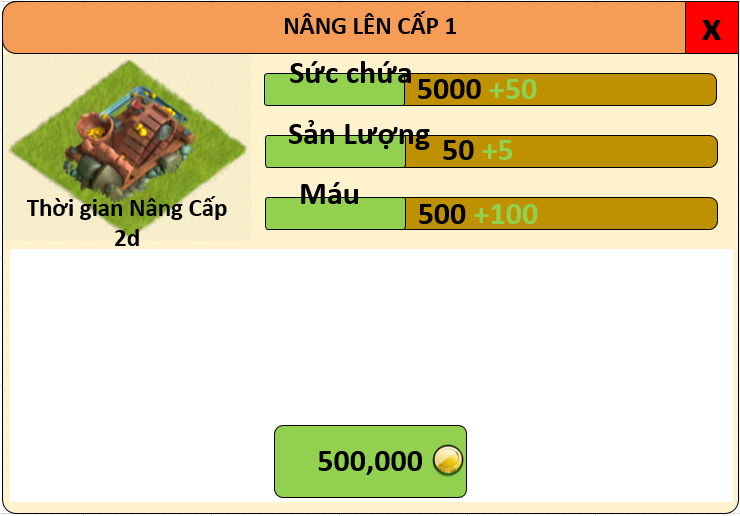 NÂNG LÊN CẤP 1
X
Sức chứa
5000 +50
Sản Lượng
50 +5
Máu
500 +100
Thời gian Nâng Cấp
2d
500,000